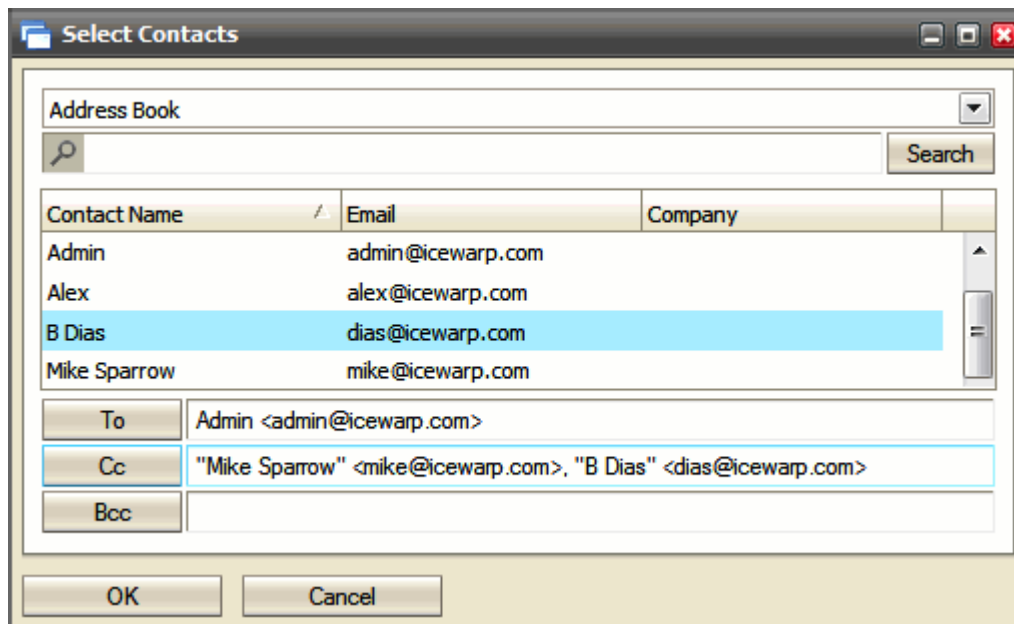 Select Contacts
Address Book
Search
Contact Name Email Company
Admin admin@icewarp.com
Alex alex@icewarp.com
B Dias dias@icewarp.com
Mike Sparrow mike@icewarp.com
To Admin <admin@icewarp.com>
Cc "Mike Sparrow" <mike@icewarp.com>, "B Dias" <dias@icewarp.com>
Bcc
OK Cancel